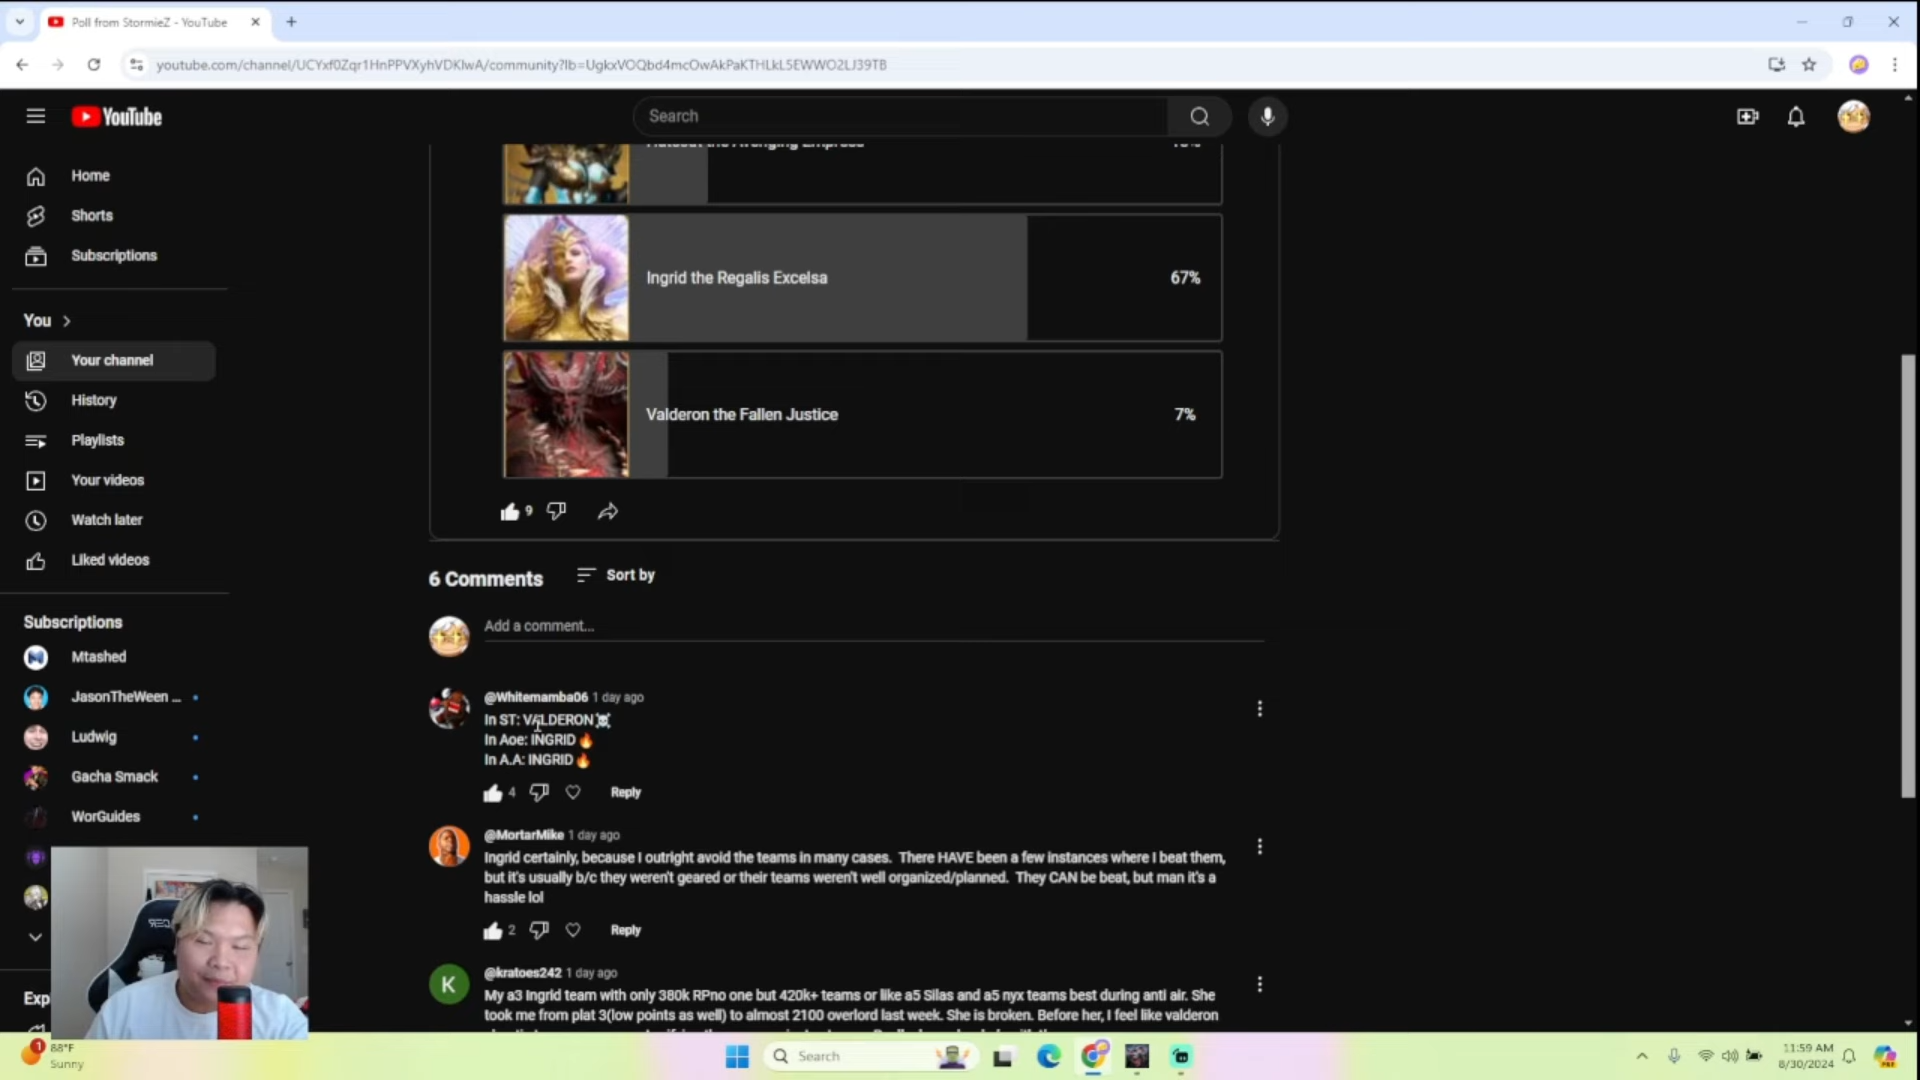 Poll from StormieZ - YouTube
youtube.com/channel/UCYxf0Zqr1HnPPVXyhVDKIwA/community?lb=UgkxVOQbd4mcOwAkPaKTHLkL5EWWO2LJ39TB
YouTube
Search
Home
Shorts
Subscriptions
You
Your channel
History
Playlists
Your videos
Watch later
Liked videos
Subscriptions
Mtashed
JasonTheWeen ...
Ludwig
Gacha Smack
WorGuides
Exp
the Avenging Empress
Ingrid the Regalis Excelsa 67%
Valderon the Fallen Justice 7%
9
6 Comments Sort by
Add a comment...
@Whitemamba06 1 day ago
In ST: VALDERON☠️
In Aoe: INGRID🔥
In A.A: INGRID🔥
4 Reply
@MortarMike 1 day ago
Ingrid certainly, because I outright avoid the teams in many cases. There HAVE been a few instances where I beat them,
but it's usually b/c they weren't geared or their teams weren't well organized/planned. They CAN be beat, but man it's a
hassle lol
2 Reply
K
@kratoes242 1 day ago
My a3 Ingrid team with only 380k RPno one but 420k+ teams or like a5 Silas and a5 nyx teams best during anti air. She
took me from plat 3(low points as well) to almost 2100 overlord last week. She is broken. Before her, I feel like valderon
1
88°F
Sunny
Search
11:59 AM
8/30/2024